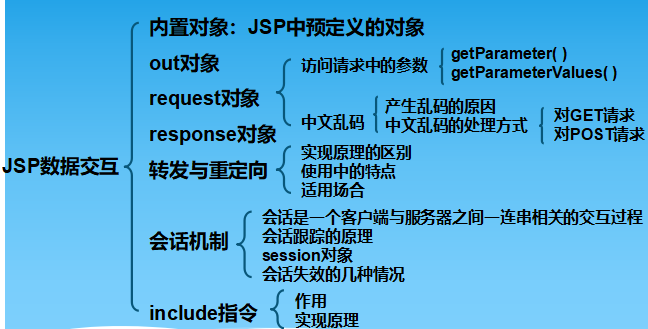 内置对象：JSP中预定义的对象
out对象
访问请求中的参数
getParameter( )
getParameterValues( )
request对象
中文乱码
产生乱码的原因
中文乱码的处理方式
对GET请求
对POST请求
response对象
JSP数据交互
转发与重定向
实现原理的区别
使用中的特点
适用场合
会话机制
会话是一个客户端与服务器之间一连串相关的交互过程
会话跟踪的原理
session对象
会话失效的几种情况
include指令
作用
实现原理